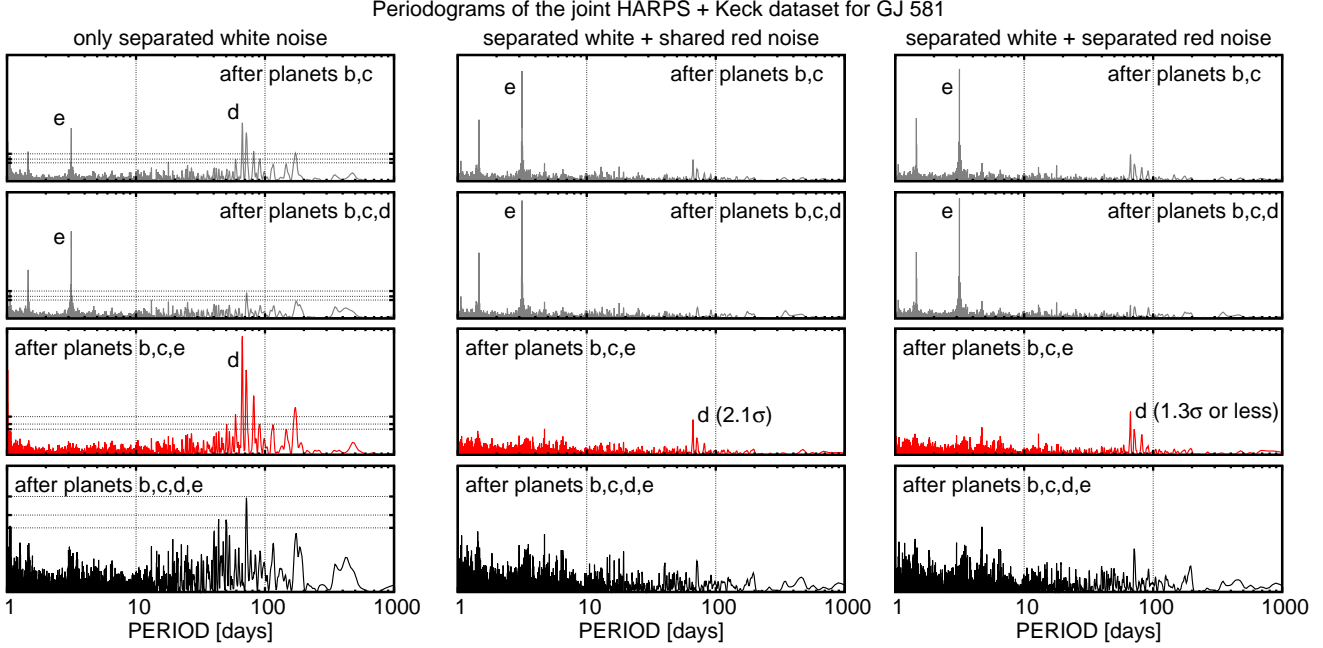 Periodograms of the joint HARPS + Keck dataset for GJ 581
only separated white noise
separated white + shared red noise
separated white + separated red noise
after planets b,c
e
d
after planets b,c
e
after planets b,c
e
after planets b,c,d
e
after planets b,c,d
e
after planets b,c,d
e
after planets b,c,e
d
after planets b,c,e
d (2.1σ)
after planets b,c,e
d (1.3σ or less)
after planets b,c,d,e
after planets b,c,d,e
after planets b,c,d,e
1 10 100 1000
1 10 100 1000
1 10 100 1000
PERIOD [days]
PERIOD [days]
PERIOD [days]